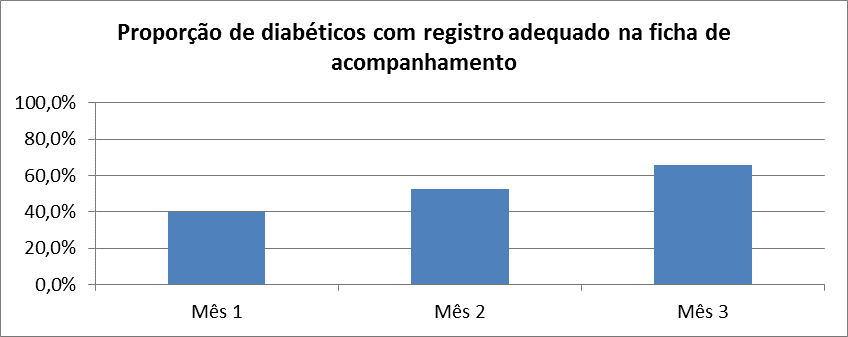 Proporção de diabéticos com registro adequado na ficha de
acompanhamento
100,0%
80,0%
60,0%
40,0%
20,0%
0,0%
Mês 1
Mês 2
Mês 3